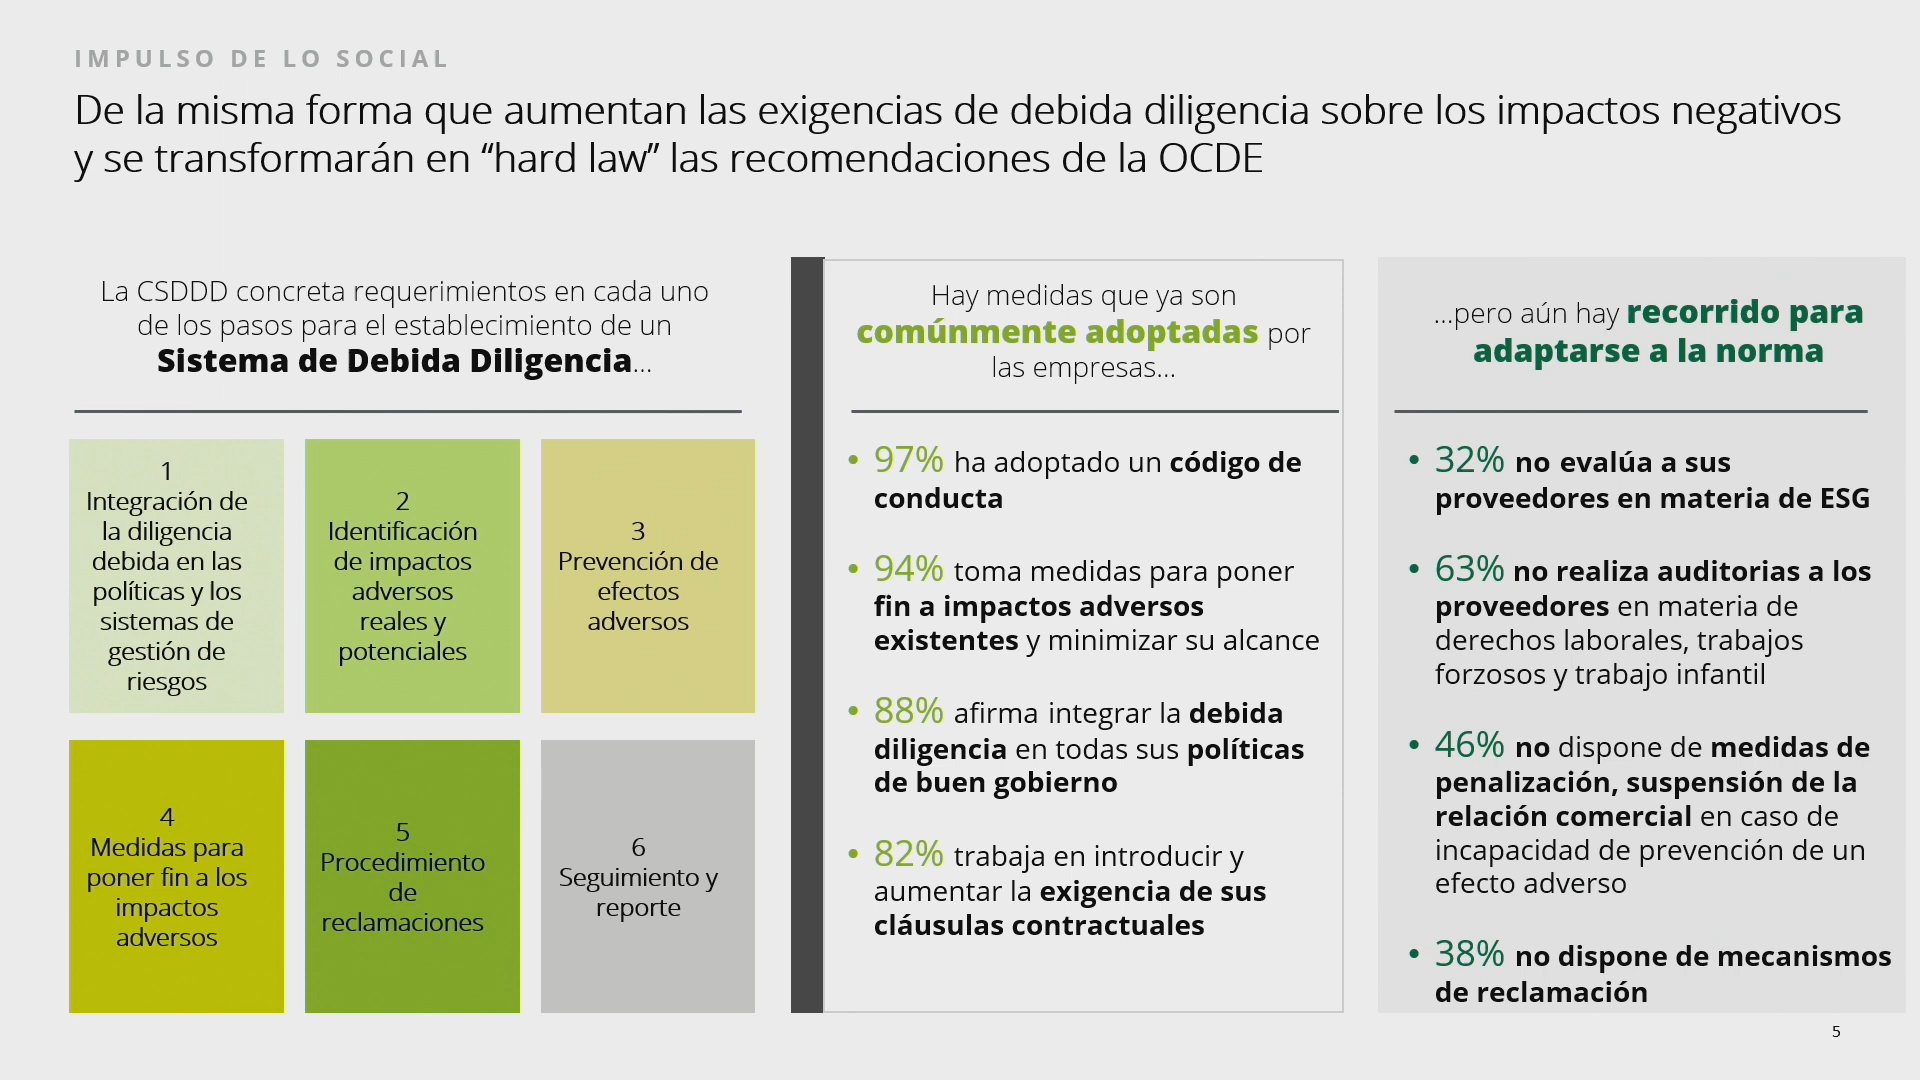 IMPULSO DE LO SOCIAL
De la misma forma que aumentan las exigencias de debida diligencia sobre los impactos negativos
y se transformarán en “hard law” las recomendaciones de la OCDE
La CSDDD concreta requerimientos en cada uno
de los pasos para el establecimiento de un
Sistema de Debida Diligencia...
1
Integración de
la diligencia
debida en las
políticas y los
sistemas de
gestión de
riesgos
2
Identificación
de impactos
adversos
reales y
potenciales
3
Prevención de
efectos
adversos
4
Medidas para
poner fin a los
impactos
adversos
5
Procedimiento
de
reclamaciones
6
Seguimiento y
reporte
Hay medidas que ya son
comúnmente adoptadas por
las empresas...
• 97% ha adoptado un código de
conducta
• 94% toma medidas para poner
fin a impactos adversos
existentes y minimizar su alcance
• 88% afirma integrar la debida
diligencia en todas sus políticas
de buen gobierno
• 82% trabaja en introducir y
aumentar la exigencia de sus
cláusulas contractuales
...pero aún hay recorrido para
adaptarse a la norma
• 32% no evalúa a sus
proveedores en materia de ESG
• 63% no realiza auditorias a los
proveedores en materia de
derechos laborales, trabajos
forzosos y trabajo infantil
• 46% no dispone de medidas de
penalización, suspensión de la
relación comercial en caso de
incapacidad de prevención de un
efecto adverso
• 38% no dispone de mecanismos
de reclamación
5